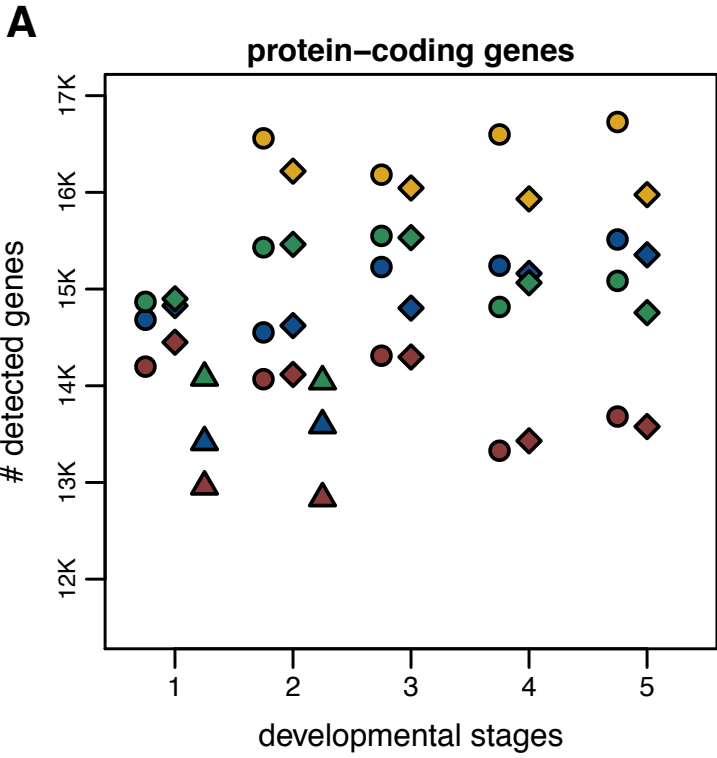 A
protein–coding genes
# detected genes
17K
16K
15K
14K
13K
12K
1 2 3 4 5
developmental stages